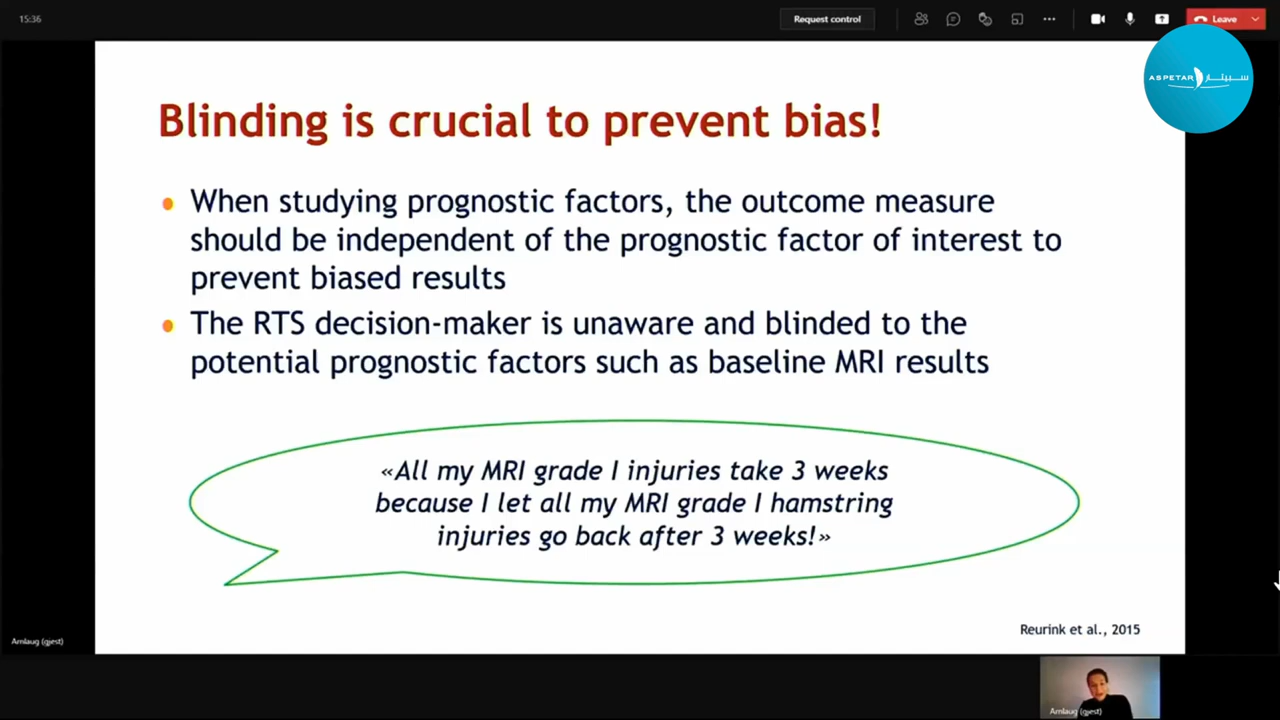 15:36
Request control
Leave
ASPETAR سبيتار
Blinding is crucial to prevent bias!
• When studying prognostic factors, the outcome measure
should be independent of the prognostic factor of interest to
prevent biased results
• The RTS decision-maker is unaware and blinded to the
potential prognostic factors such as baseline MRI results
«All my MRI grade I injuries take 3 weeks
because I let all my MRI grade I hamstring
injuries go back after 3 weeks!»
Reurink et al., 2015
Arnlaug (gjest)
Arnlaug (gjest)